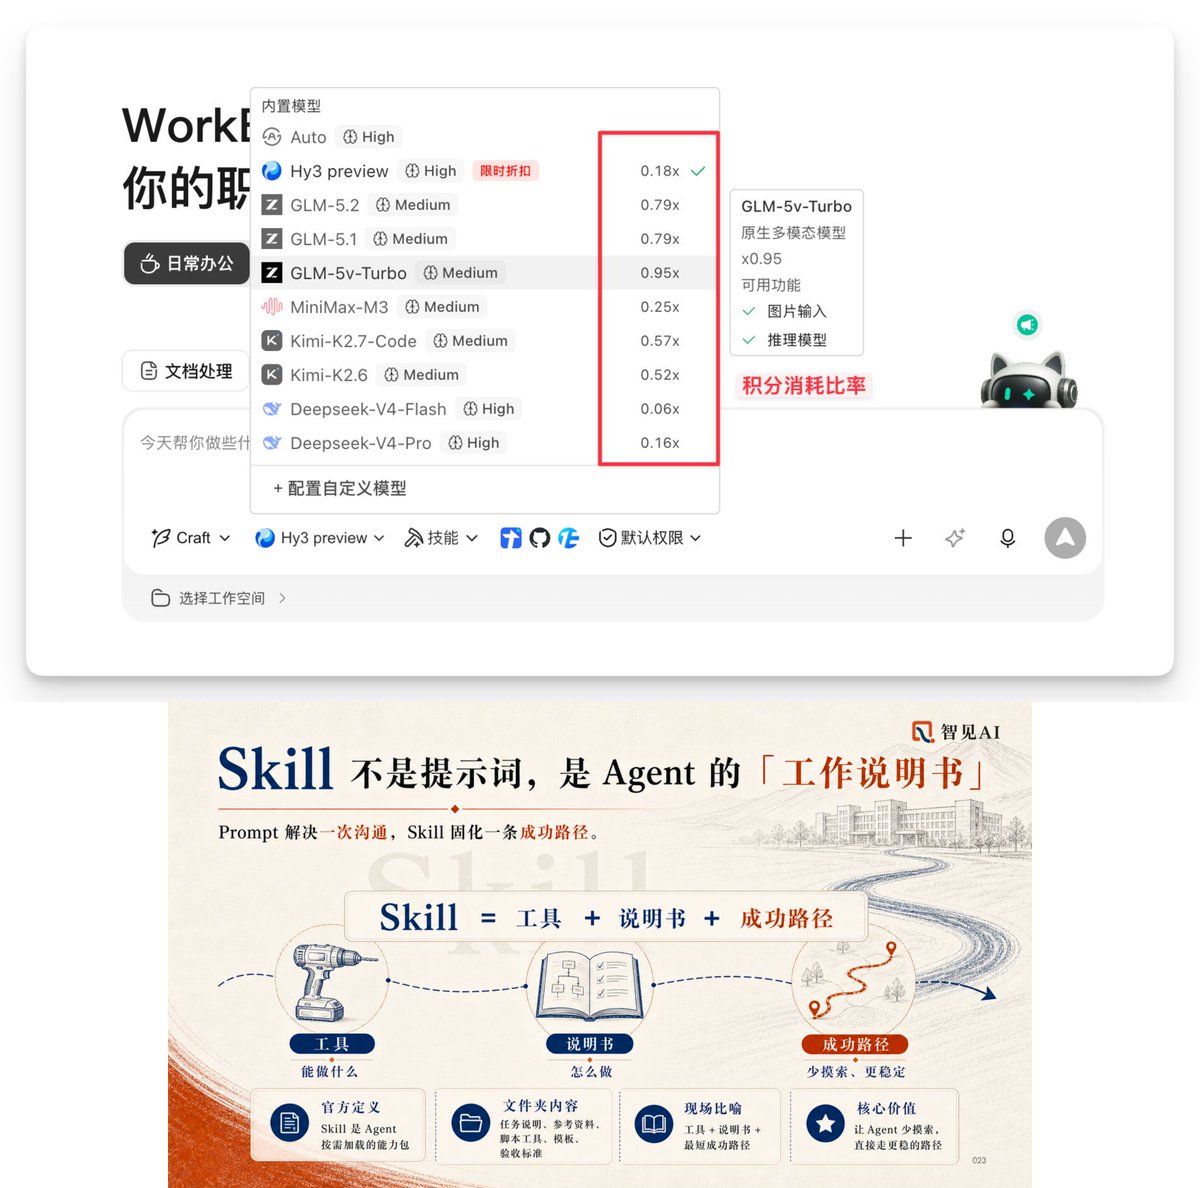 WorkB
你的职
日常办公
文档处理
今天帮你做些什
内置模型
Auto High
Hy3 preview High 限时折扣 0.18x
GLM-5.2 Medium 0.79x
GLM-5.1 Medium 0.79x
GLM-5v-Turbo Medium 0.95x
MiniMax-M3 Medium 0.25x
Kimi-K2.7-Code Medium 0.57x
Kimi-K2.6 Medium 0.52x
Deepseek-V4-Flash High 0.06x
Deepseek-V4-Pro High 0.16x
+ 配置自定义模型
GLM-5v-Turbo
原生多模态模型
x0.95
可用功能
图片输入
推理模型
积分消耗比率
Craft Hy3 preview 技能 默认权限
选择工作空间
智见AI
Skill 不是提示词，是 Agent 的「工作说明书」
Prompt 解决一次沟通，Skill 固化一条成功路径。
Skill
Skill = 工具 + 说明书 + 成功路径
工具
能做什么
说明书
怎么做
成功路径
少摸索、更稳定
官方定义
Skill 是 Agent
按需加载的能力包
文件夹内容
任务说明、参考资料、
脚本工具、模板、
验收标准
现场比喻
工具 + 说明书 +
最短成功路径
核心价值
让 Agent 少摸索，
直接走更稳的路径
023